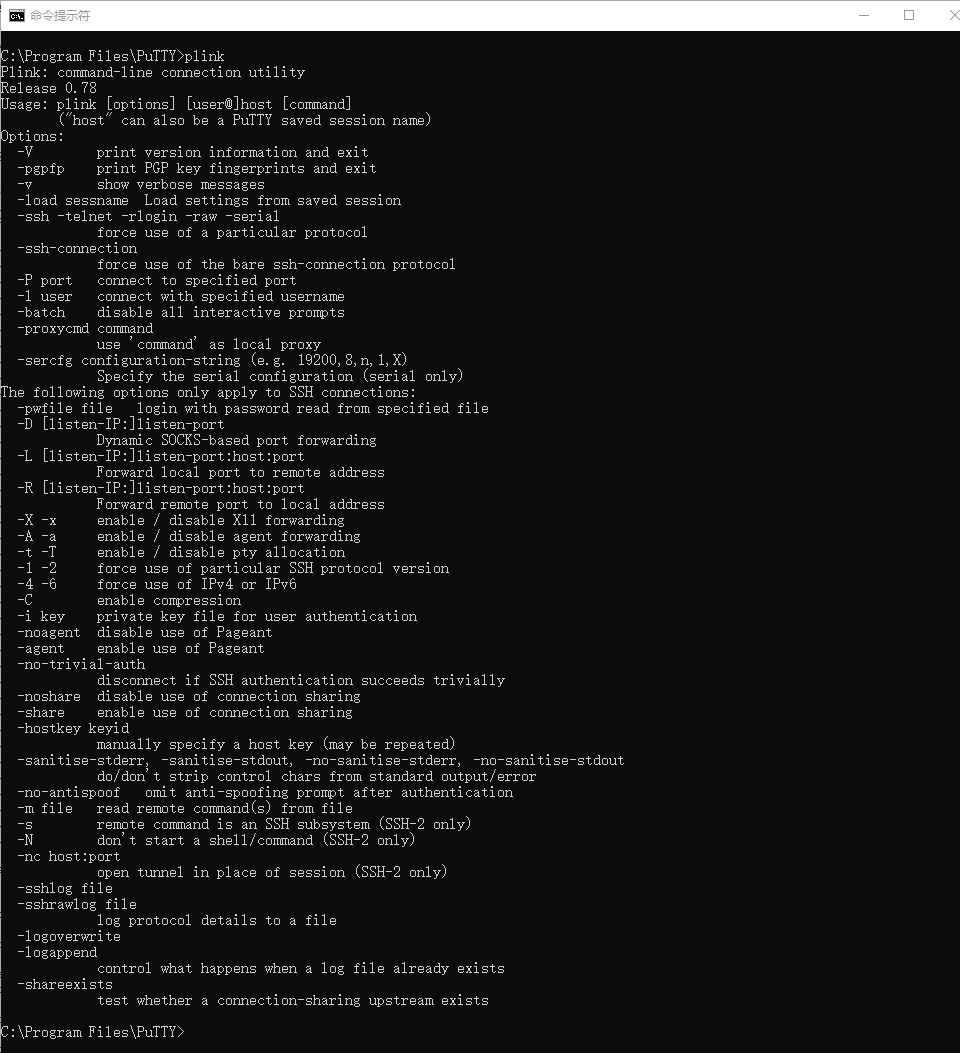 命令提示符
C:\Program Files\PuTTY>plink
Plink: command-line connection utility
Release 0.78
Usage: plink [options] [user@]host [command]
       ("host" can also be a PuTTY saved session name)
Options:
  -V        print version information and exit
  -pgpfp    print PGP key fingerprints and exit
  -v        show verbose messages
  -load sessname  Load settings from saved session
  -ssh -telnet -rlogin -raw -serial
            force use of a particular protocol
  -ssh-connection
            force use of the bare ssh-connection protocol
  -P port   connect to specified port
  -l user   connect with specified username
  -batch    disable all interactive prompts
  -proxycmd command
            use 'command' as local proxy
  -sercfg configuration-string (e.g. 19200,8,n,1,X)
            Specify the serial configuration (serial only)
The following options only apply to SSH connections:
  -pwfile file   login with password read from specified file
  -D [listen-IP:]listen-port
            Dynamic SOCKS-based port forwarding
  -L [listen-IP:]listen-port:host:port
            Forward local port to remote address
  -R [listen-IP:]listen-port:host:port
            Forward remote port to local address
  -X -x     enable / disable X11 forwarding
  -A -a     enable / disable agent forwarding
  -t -T     enable / disable pty allocation
  -1 -2     force use of particular SSH protocol version
  -4 -6     force use of IPv4 or IPv6
  -C        enable compression
  -i key    private key file for user authentication
  -noagent  disable use of Pageant
  -agent    enable use of Pageant
  -no-trivial-auth
            disconnect if SSH authentication succeeds trivially
  -noshare  disable use of connection sharing
  -share    enable use of connection sharing
  -hostkey keyid
            manually specify a host key (may be repeated)
  -sanitise-stderr, -sanitise-stdout, -no-sanitise-stderr, -no-sanitise-stdout
            do/don't strip control chars from standard output/error
  -no-antispoof   omit anti-spoofing prompt after authentication
  -m file   read remote command(s) from file
  -s        remote command is an SSH subsystem (SSH-2 only)
  -N        don't start a shell/command (SSH-2 only)
  -nc host:port
            open tunnel in place of session (SSH-2 only)
  -sshlog file
  -sshrawlog file
            log protocol details to a file
  -logoverwrite
  -logappend
            control what happens when a log file already exists
  -shareexists
            test whether a connection-sharing upstream exists
C:\Program Files\PuTTY>